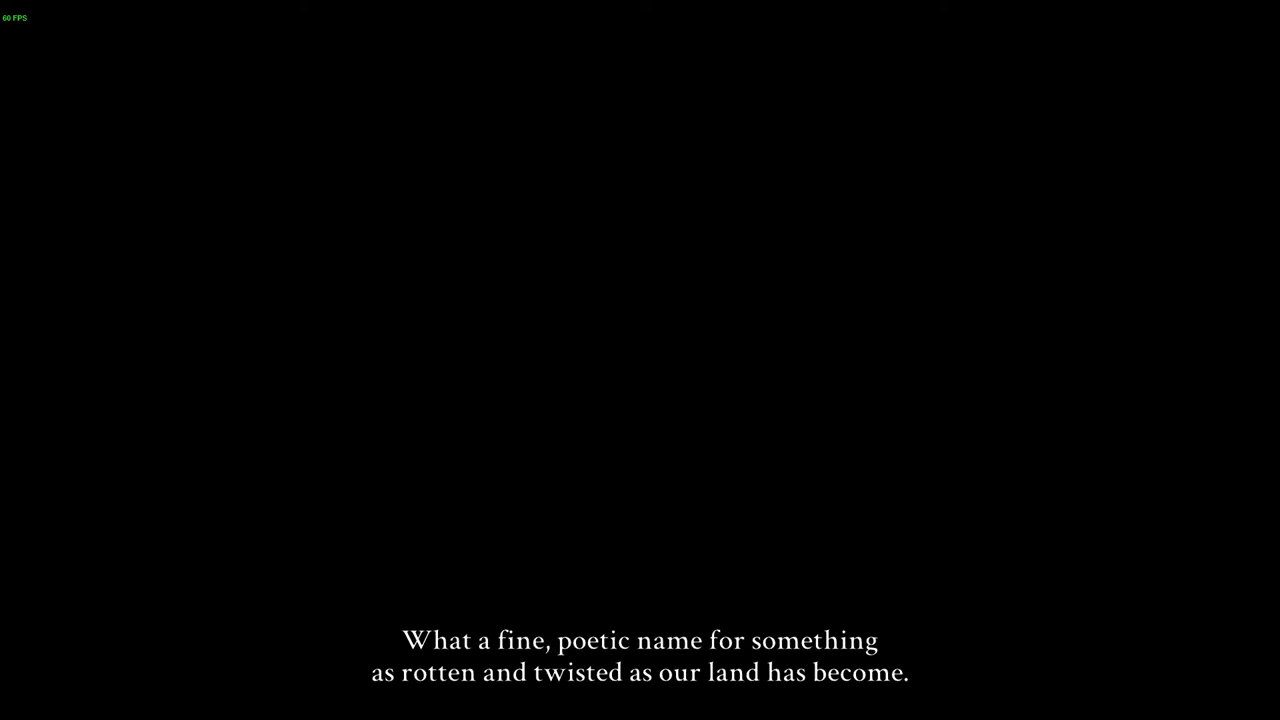 60 FPS
What a fine, poetic name for something
as rotten and twisted as our land has become.